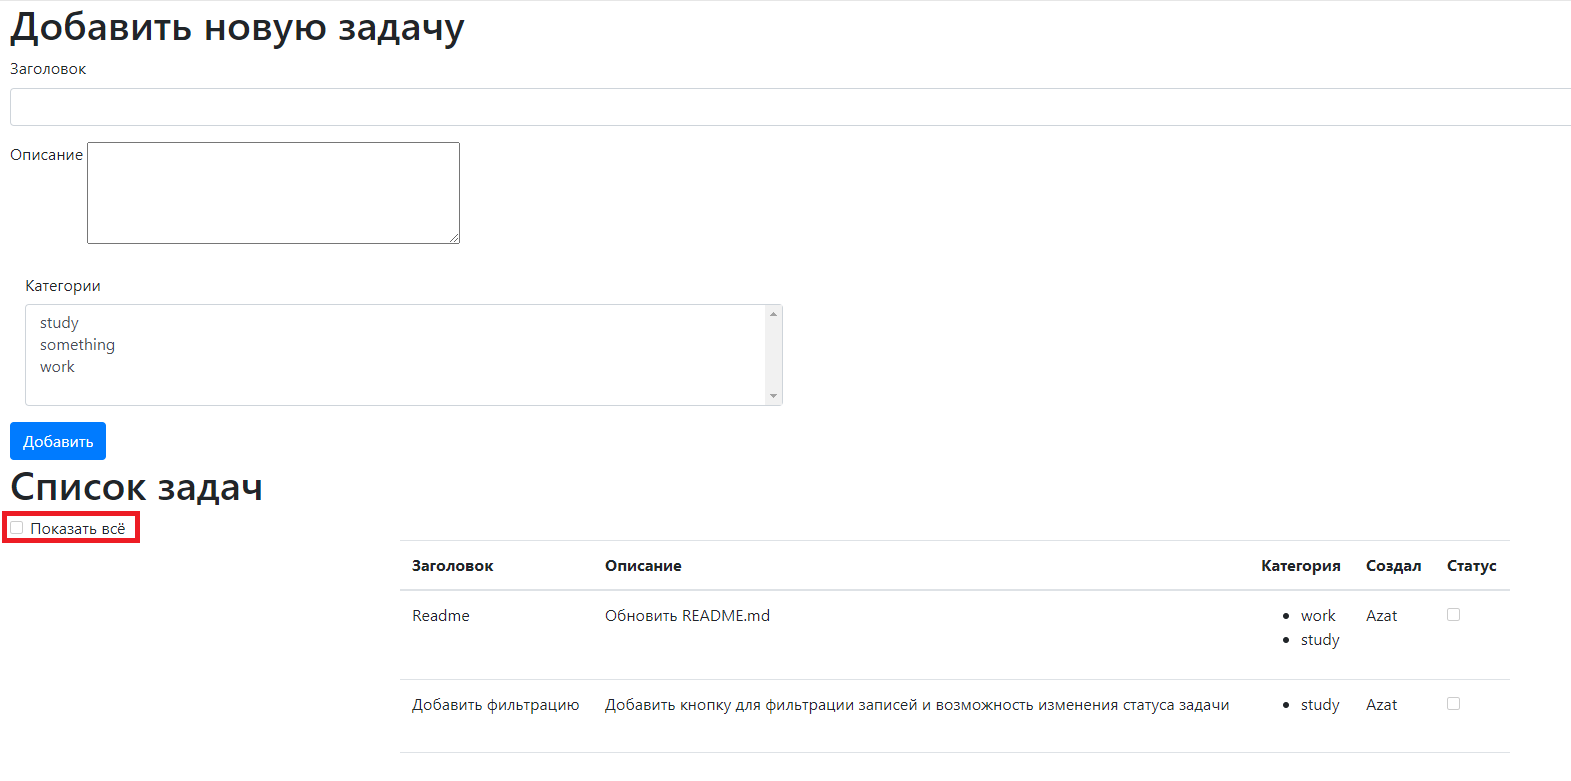 Добавить новую задачу
Заголовок
Описание
Категории
study
something
work
Добавить
Список задач
Показать всё
Заголовок Описание Категория Создал Статус
Readme Обновить README.md work Azat
study
Добавить фильтрацию Добавить кнопку для фильтрации записей и возможность изменения статуса задачи study Azat